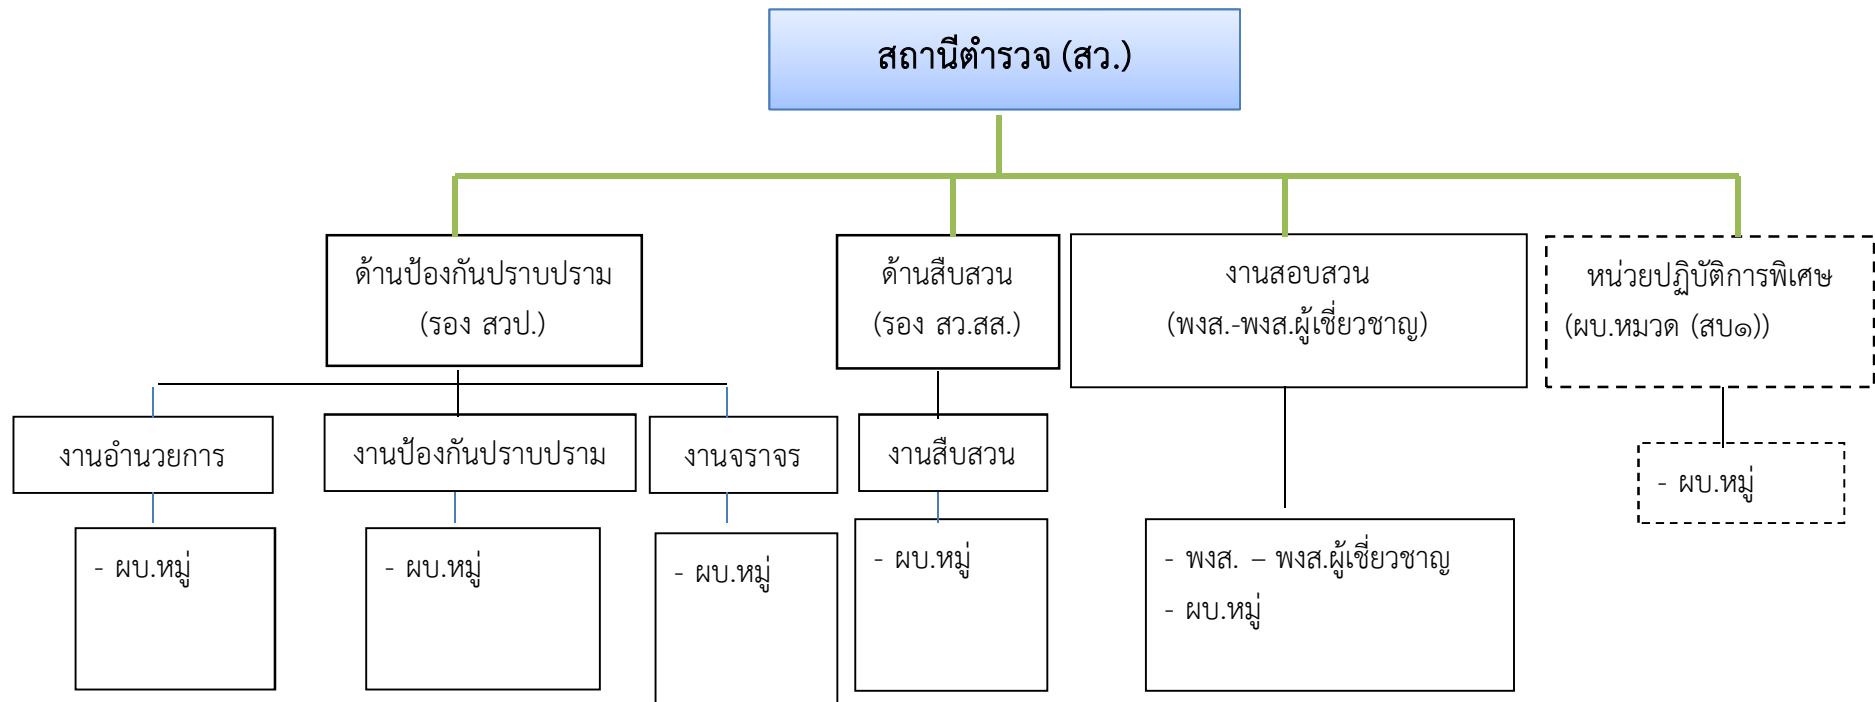 สถานีตำรวจ (สว.)
ด้านป้องกันปราบปราม
(รอง สวป.)
ด้านสืบสวน
(รอง สว.สส.)
งานสอบสวน
(พงส.-พงส.ผู้เชี่ยวชาญ)
หน่วยปฏิบัติการพิเศษ
(ผบ.หมวด (สบ๑))
งานอำนวยการ
งานป้องกันปราบปราม
งานจราจร
งานสืบสวน
- ผบ.หมู่
- ผบ.หมู่
- ผบ.หมู่
- ผบ.หมู่
- พงส. – พงส.ผู้เชี่ยวชาญ
- ผบ.หมู่
- ผบ.หมู่